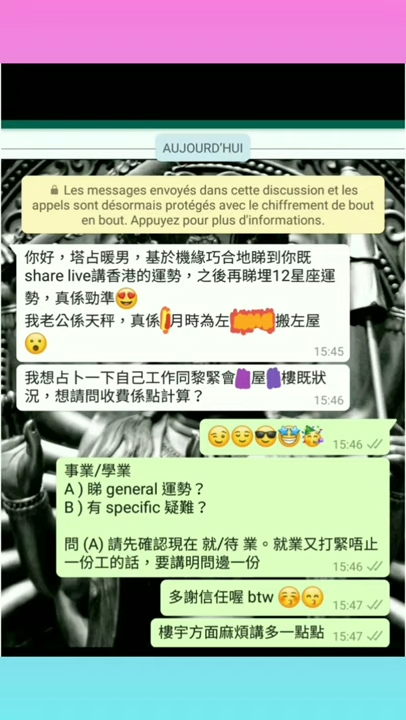 AUJOURD'HUI
🔒 Les messages envoyés dans cette discussion et les
appels sont désormais protégés avec le chiffrement de bout
en bout. Appuyez pour plus d'informations.
你好，塔占暖男，基於機緣巧合地睇到你既
share live講香港的運勢，之後再睇埋12星座運
勢，真係勁準😍
我老公係天秤，真係月時為左搬左屋
😮
15:45
我想占卜一下自己工作同黎緊會屋樓既狀
況，想請問收費係點計算？
15:46
😏😌😎🤩🥳 15:46
事業/學業
A ) 睇 general 運勢？
B ) 有 specific 疑難？
問 (A) 請先確認現在 就/待 業。就業又打緊唔止
一份工的話，要講明問邊一份
15:46
多謝信任喔 btw 😚😙 15:47
樓宇方面麻煩講多一點點 15:47